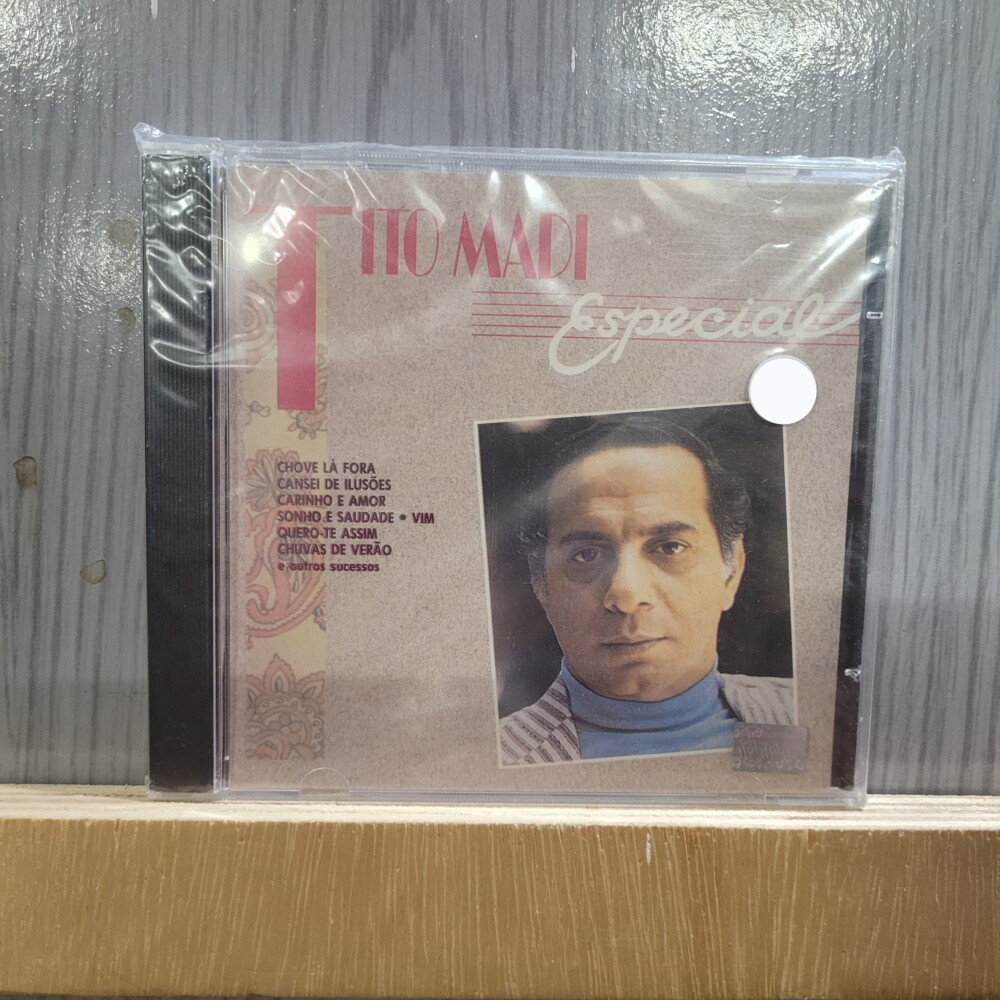 TITO MADI
Especial
CHOVE LÁ FORA
CANSEI DE ILUSÕES
CARINHO E AMOR
SONHO E SAUDADE • VIM
QUERO-TE ASSIM
CHUVAS DE VERÃO
e outros sucessos